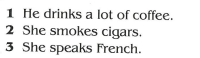 1 He drinks a lot of coffee.
2 She smokes cigars.
3 She speaks French.